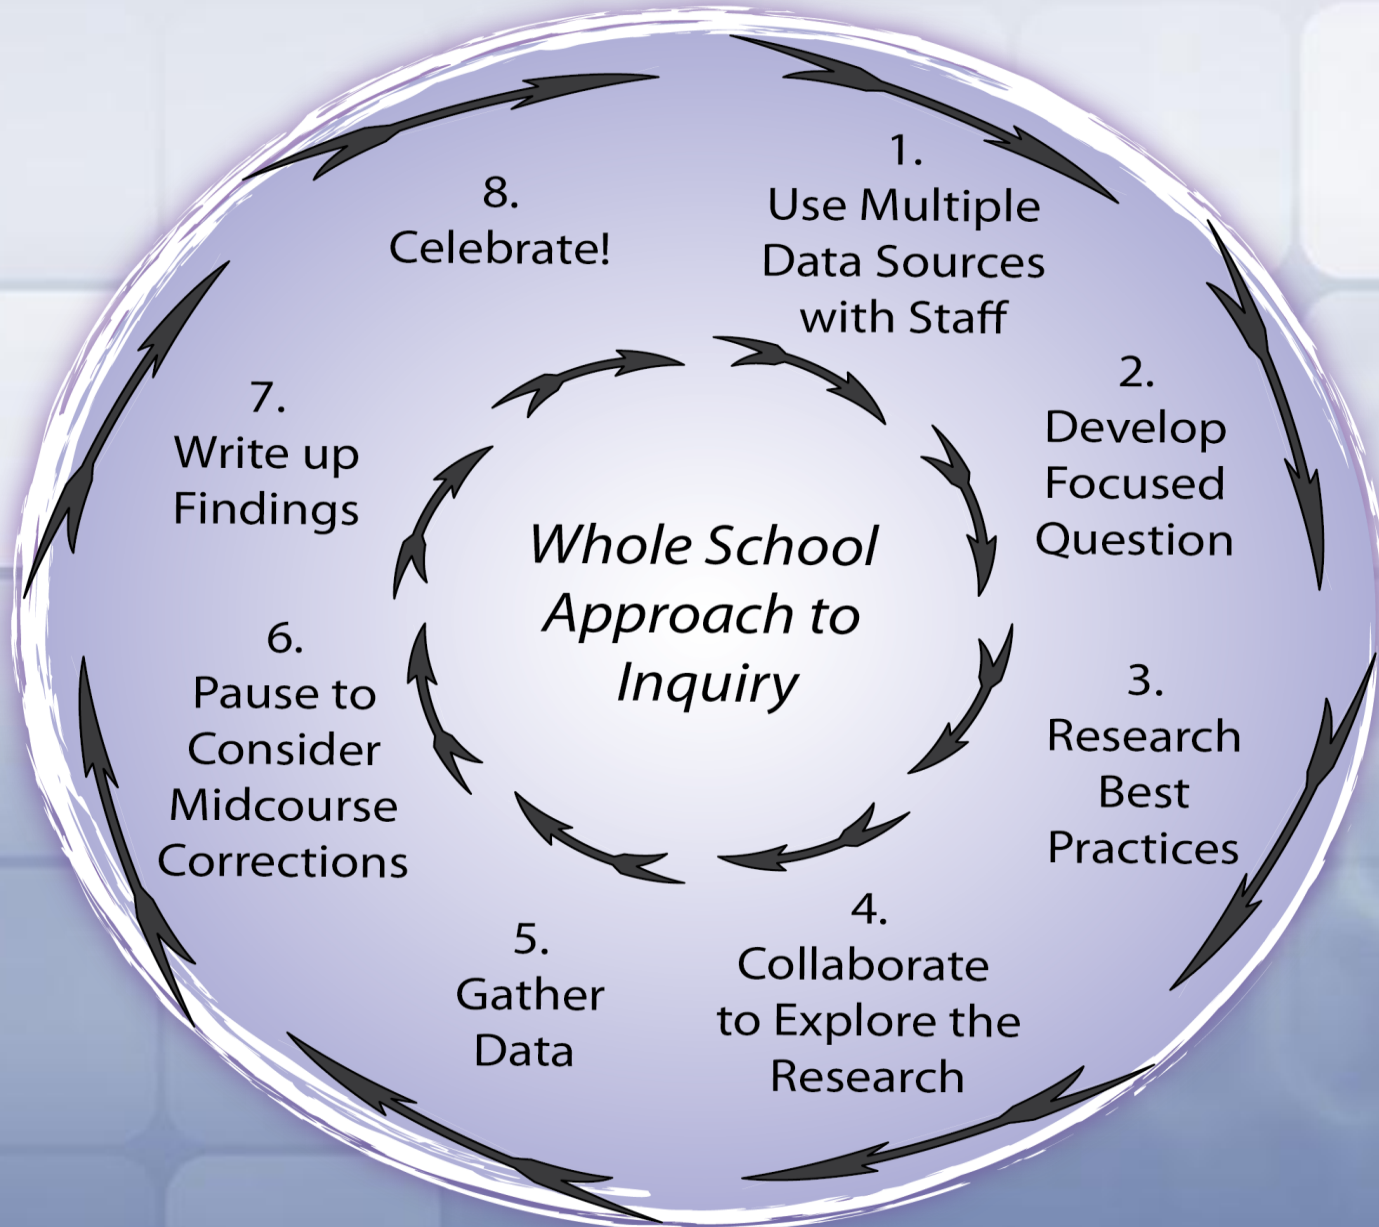 Whole School
Approach to
Inquiry
1.
Use Multiple
Data Sources
with Staff
2.
Develop
Focused
Question
3.
Research
Best
Practices
4.
Collaborate
to Explore the
Research
5.
Gather
Data
6.
Pause to
Consider
Midcourse
Corrections
7.
Write up
Findings
8.
Celebrate!